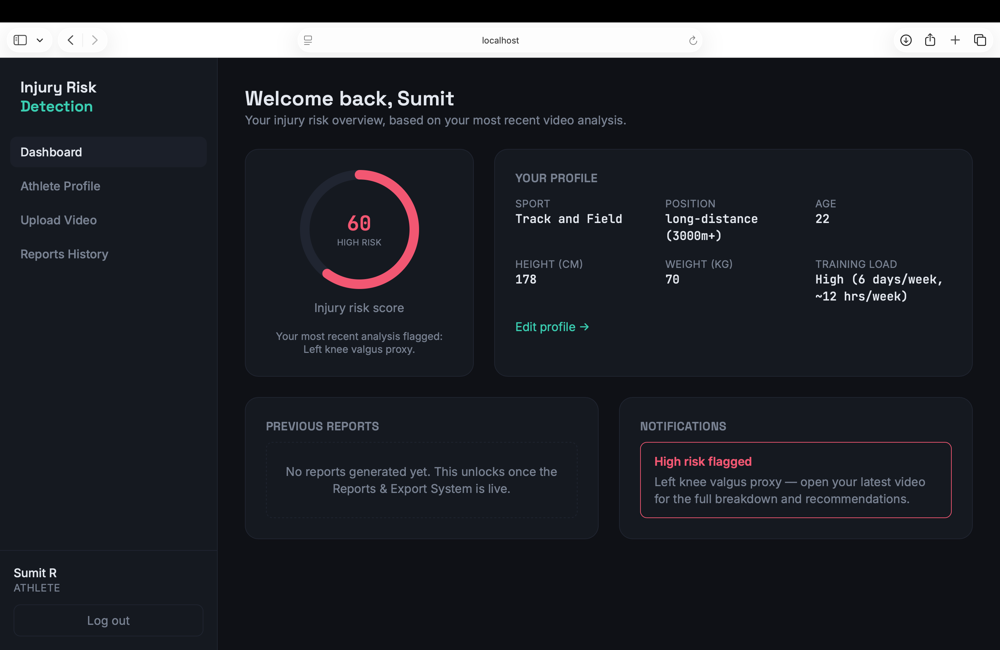 localhost
Injury Risk
Detection
Dashboard
Athlete Profile
Upload Video
Reports History
Sumit R
ATHLETE
Log out
Welcome back, Sumit
Your injury risk overview, based on your most recent video analysis.
60
HIGH RISK
Injury risk score
Your most recent analysis flagged:
Left knee valgus proxy.
YOUR PROFILE
SPORT
Track and Field
POSITION
long-distance
(3000m+)
AGE
22
HEIGHT (CM)
178
WEIGHT (KG)
70
TRAINING LOAD
High (6 days/week,
~12 hrs/week)
Edit profile →
PREVIOUS REPORTS
No reports generated yet. This unlocks once the
Reports & Export System is live.
NOTIFICATIONS
High risk flagged
Left knee valgus proxy — open your latest video
for the full breakdown and recommendations.